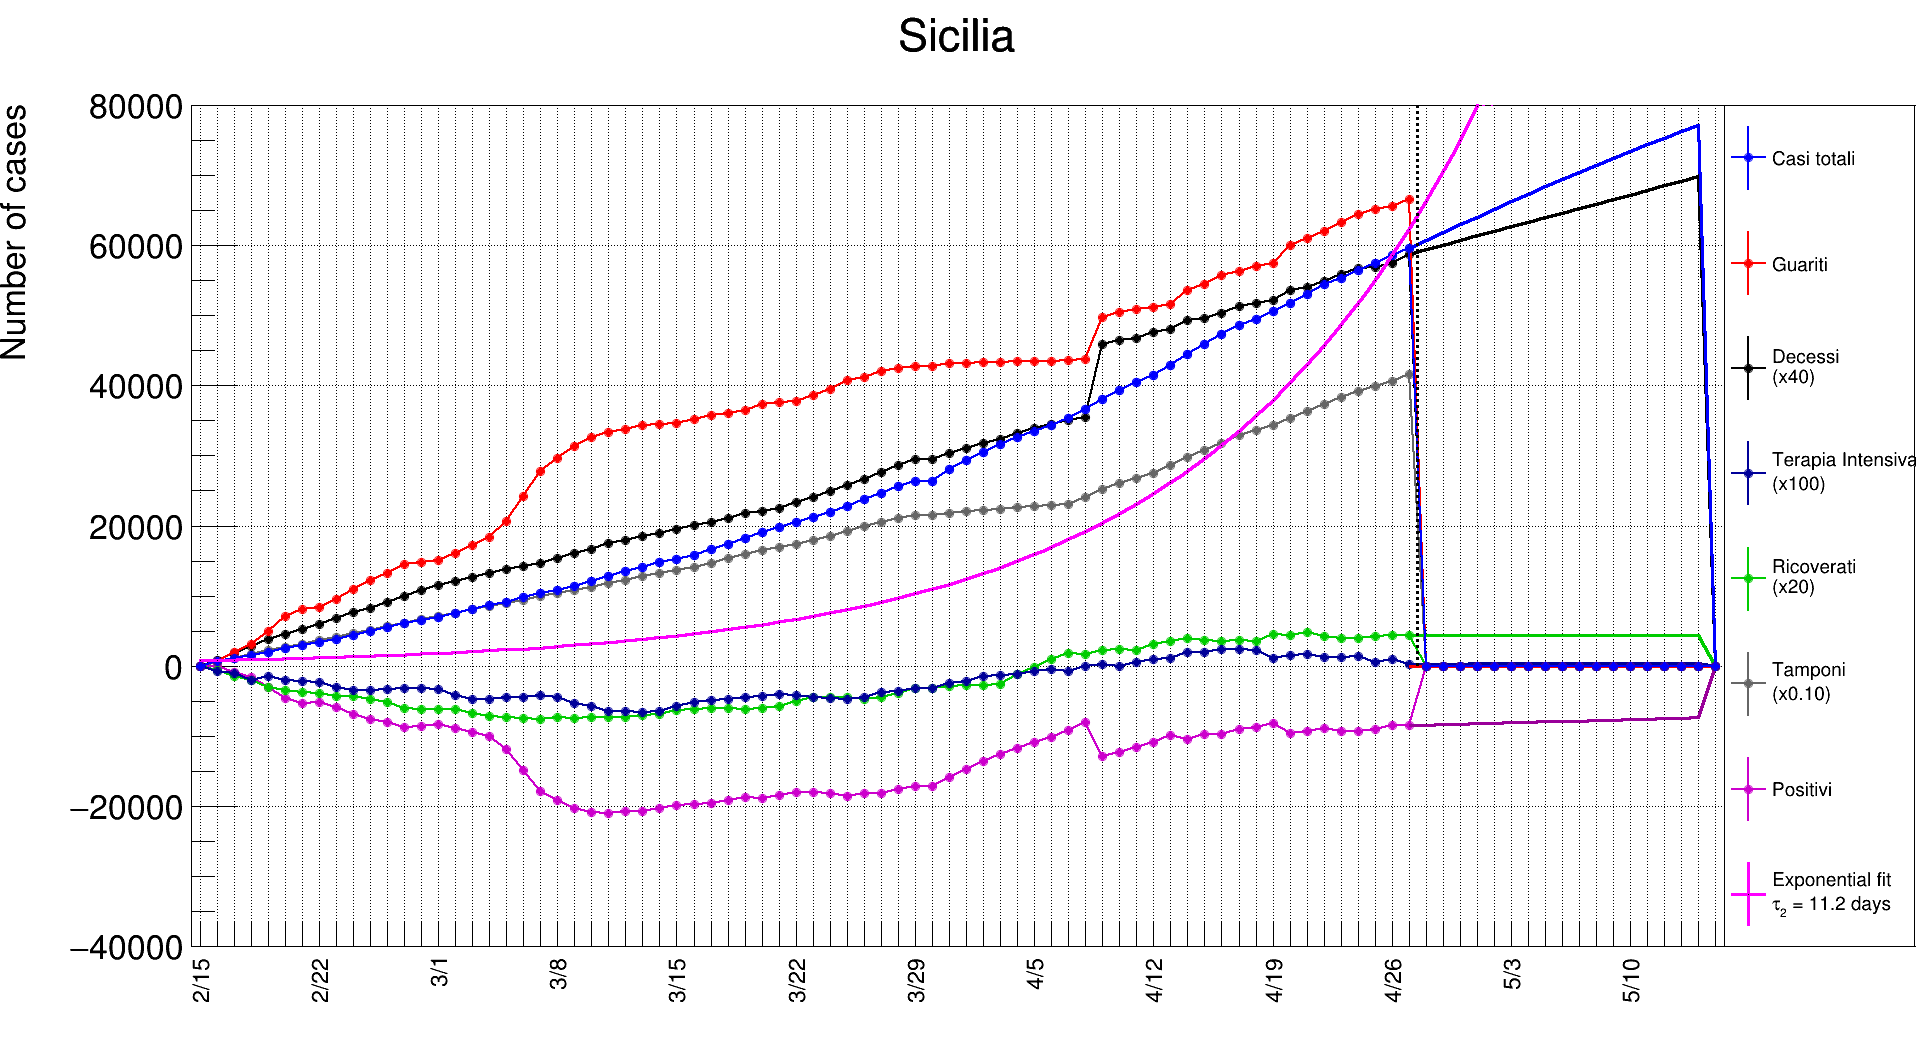 Sicilia
Number of cases
80000
60000
40000
20000
0
−20000
−40000
2/15
2/22
3/1
3/8
3/15
3/22
3/29
4/5
4/12
4/19
4/26
5/3
5/10
Casi totali
Guariti
Decessi
(x40)
Terapia Intensiva
(x100)
Ricoverati
(x20)
Tamponi
(x0.10)
Positivi
Exponential fit
τ2 = 11.2 days